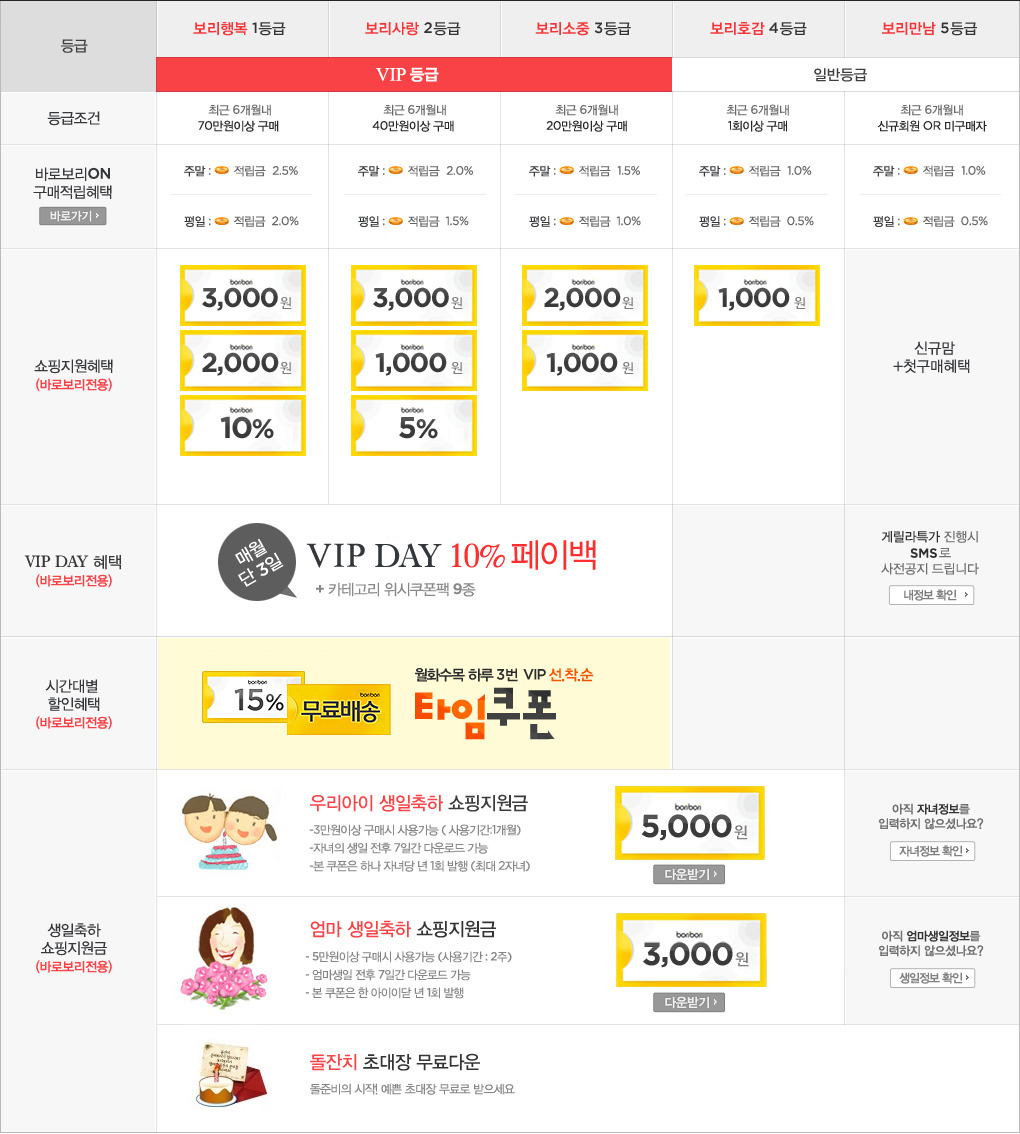 등급
보리행복 1등급
보리사랑 2등급
보리소중 3등급
보리호감 4등급
보리만남 5등급
VIP 등급
일반등급
등급조건
최근 6개월내
70만원이상 구매
최근 6개월내
40만원이상 구매
최근 6개월내
20만원이상 구매
최근 6개월내
1회이상 구매
최근 6개월내
신규회원 OR 미구매자
바로보리ON
구매적립혜택
바로가기 ›
주말 : 적립금 2.5%
주말 : 적립금 2.0%
주말 : 적립금 1.5%
주말 : 적립금 1.0%
주말 : 적립금 1.0%
평일 : 적립금 2.0%
평일 : 적립금 1.5%
평일 : 적립금 1.0%
평일 : 적립금 0.5%
평일 : 적립금 0.5%
쇼핑지원혜택
(바로보리전용)
boribori
3,000원
boribori
3,000원
boribori
2,000원
boribori
1,000원
boribori
2,000원
boribori
1,000원
boribori
1,000원
boribori
10%
boribori
5%
신규맘
+첫구매혜택
VIP DAY 혜택
(바로보리전용)
매월
단 3일
VIP DAY 10% 페이백
+ 카테고리 위시쿠폰팩 9종
게릴라특가 진행시
SMS로
사전공지 드립니다
내정보 확인 ›
시간대별
할인혜택
(바로보리전용)
boribori
15%
boribori
무료배송
월화수목 하루 3번 VIP 선.착.순
타임쿠폰
생일축하
쇼핑지원금
(바로보리전용)
우리아이 생일축하 쇼핑지원금
-3만원이상 구매시 사용가능 ( 사용기간:1개월)
-자녀의 생일 전후 7일간 다운로드 가능
-본 쿠폰은 하나 자녀당 년 1회 발행 (최대 2자녀)
boribori
5,000원
다운받기 ›
아직 자녀정보를
입력하지 않으셨나요?
자녀정보 확인 ›
엄마 생일축하 쇼핑지원금
- 5만원이상 구매시 사용가능 (사용기간 : 2주)
- 엄마생일 전후 7일간 다운로드 가능
- 본 쿠폰은 한 아이이닫 년 1회 발행
boribori
3,000원
다운받기 ›
아직 엄마생일정보를
입력하지 않으셨나요?
생일정보 확인 ›
돌잔치 초대장 무료다운
돌준비의 시작! 예쁜 초대장 무료로 받으세요